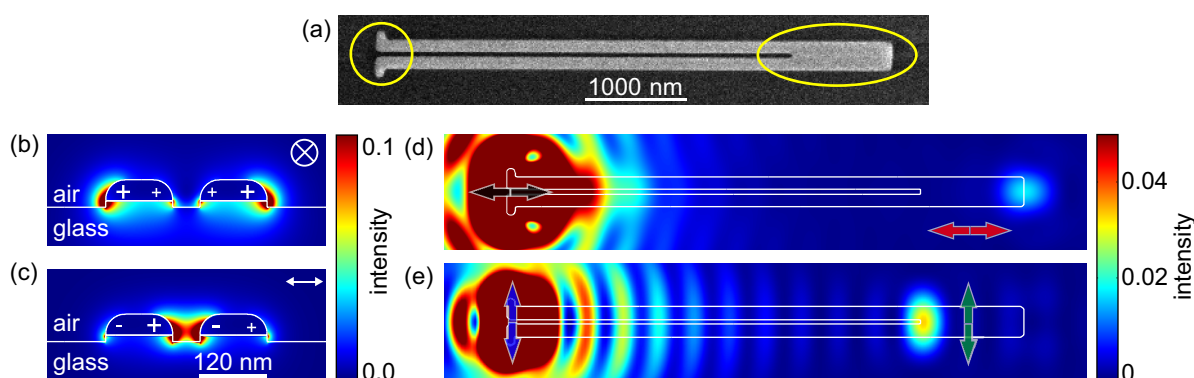 (a)
1000 nm
(b)
air
+ + + +
glass
0.1
intensity
0.0
(c)
air
- + - +
glass
120 nm
(d)
(e)
0.04
0.02
0
intensity